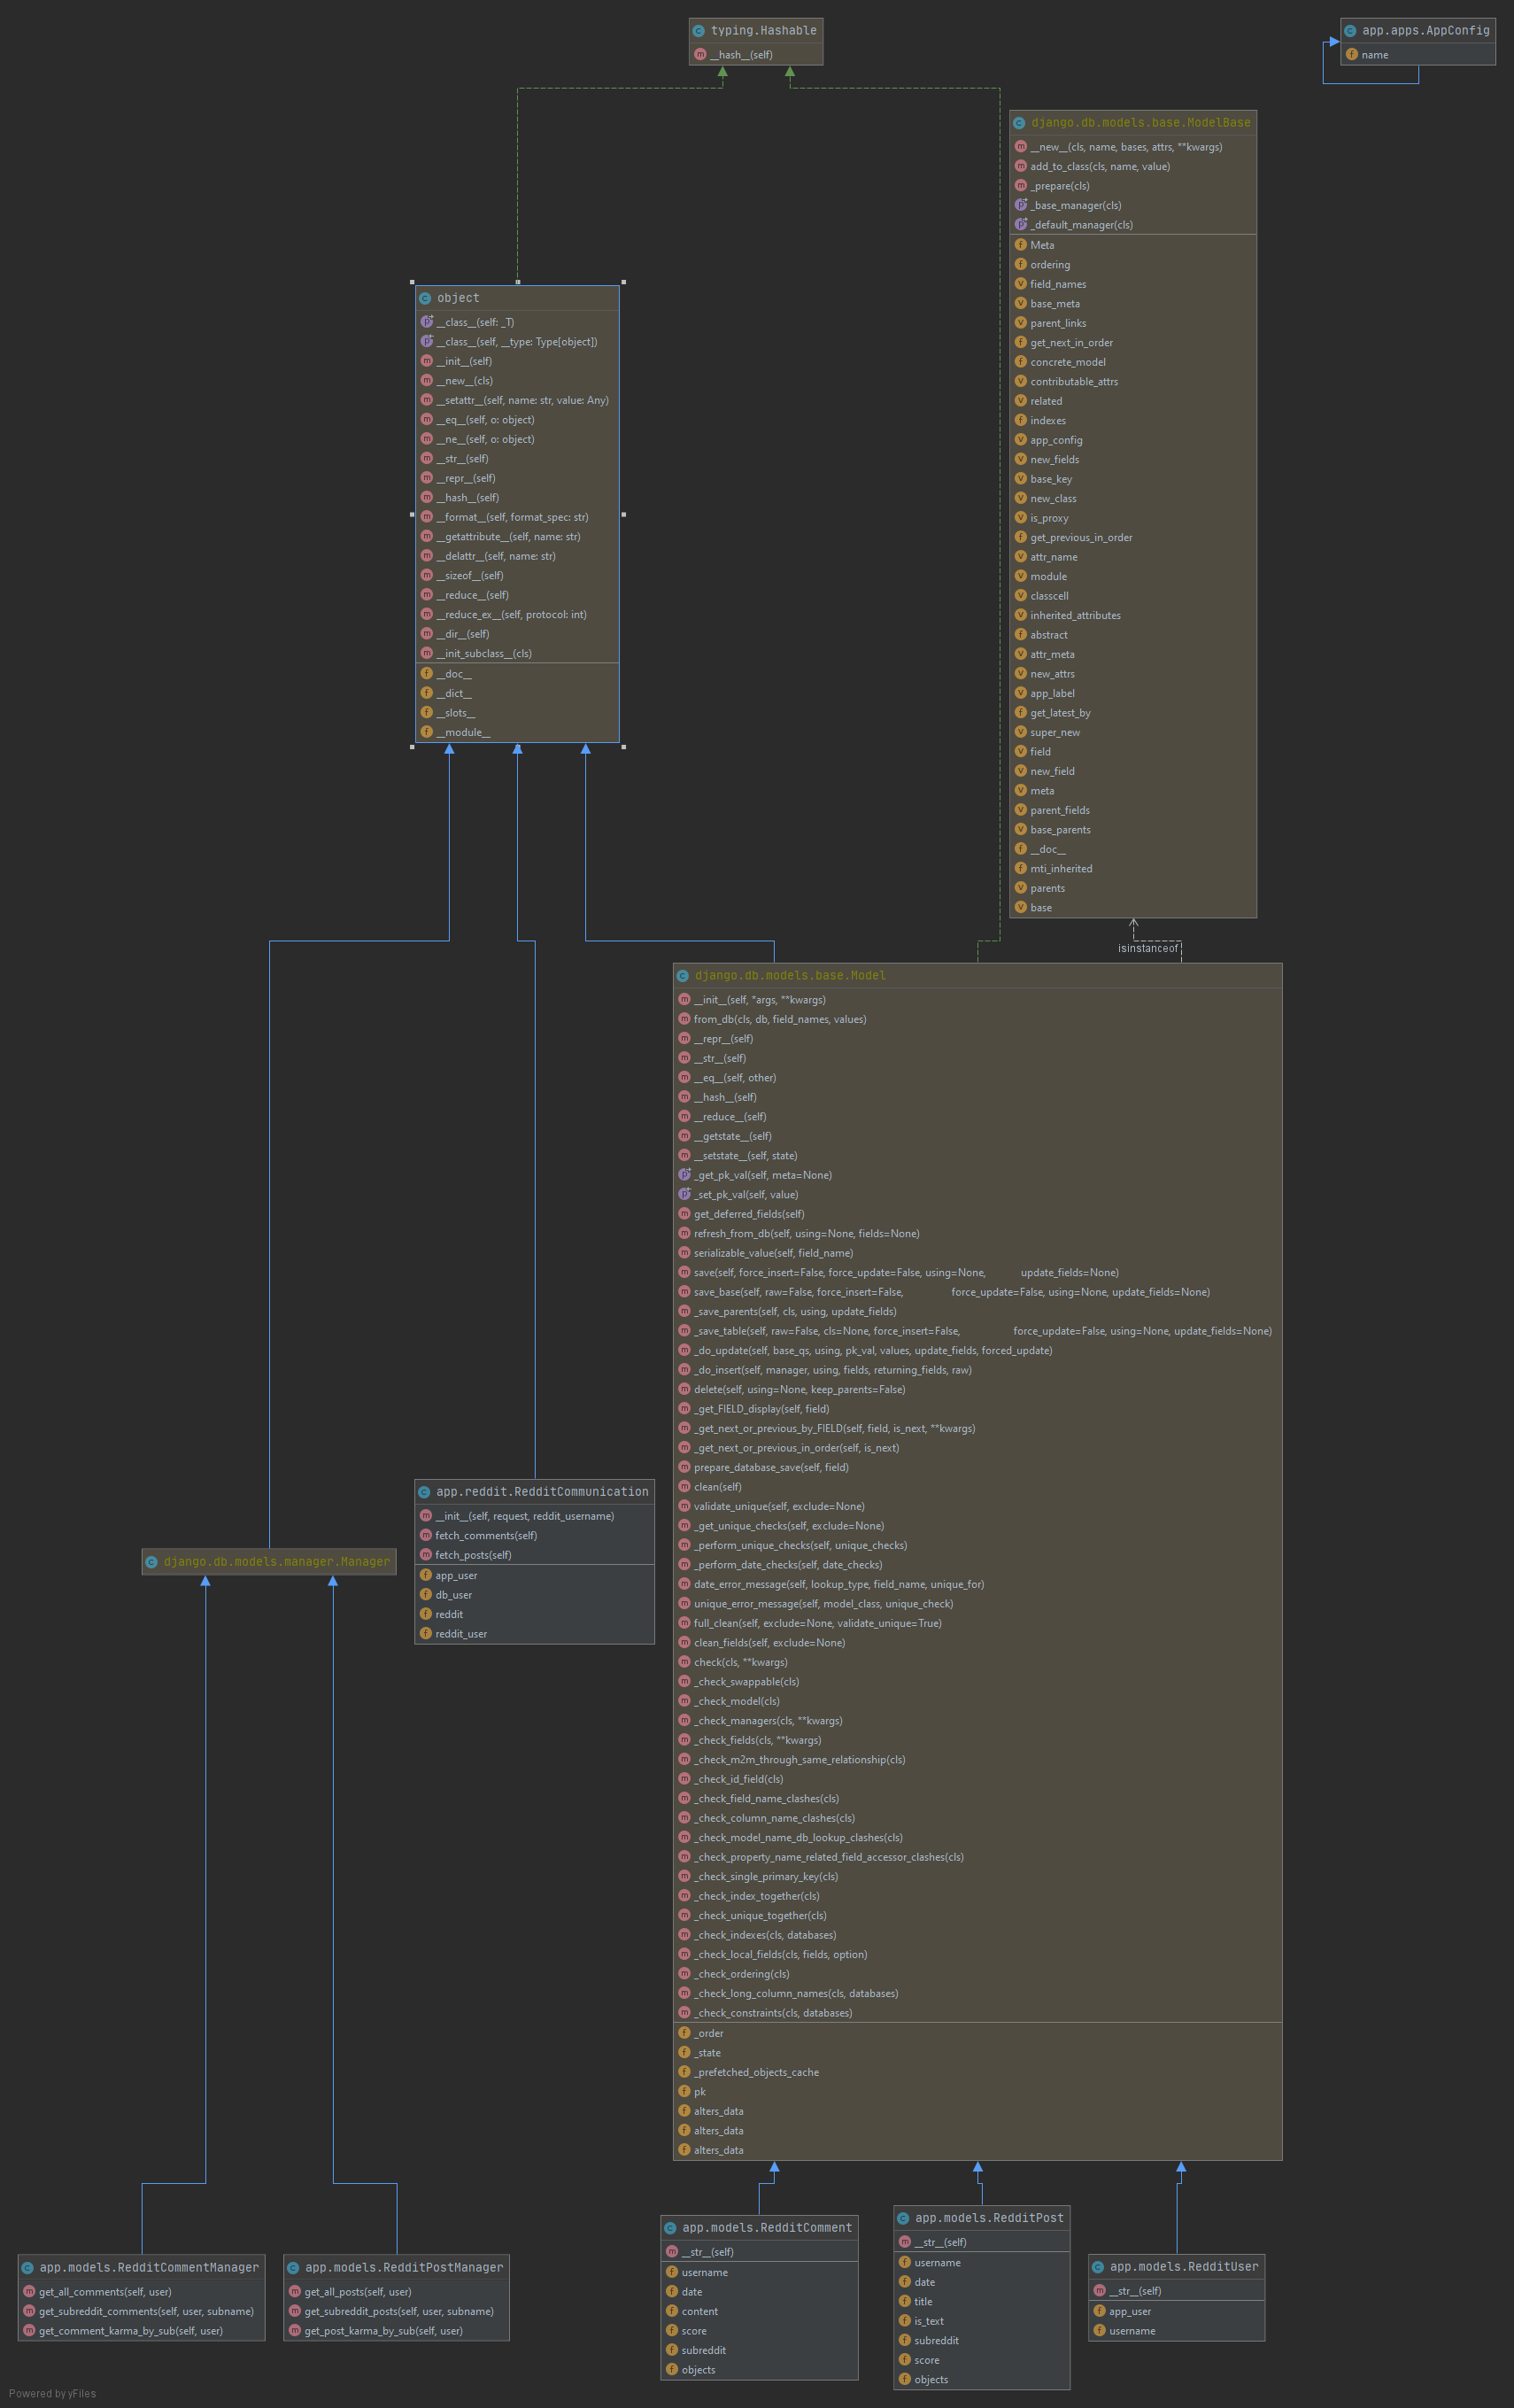 typing.Hashable
__hash__(self)
app.apps.AppConfig
name
django.db.models.base.ModelBase
__new__(cls, name, bases, attrs, **kwargs)
add_to_class(cls, name, value)
_prepare(cls)
_base_manager(cls)
_default_manager(cls)
Meta
ordering
field_names
base_meta
parent_links
get_next_in_order
concrete_model
contributable_attrs
related
indexes
app_config
new_fields
base_key
new_class
is_proxy
get_previous_in_order
attr_name
module
classcell
inherited_attributes
abstract
attr_meta
new_attrs
app_label
get_latest_by
super_new
field
new_field
meta
parent_fields
base_parents
__doc__
mti_inherited
parents
base
object
__class__(self: _T)
__class__(self, __type: Type[object])
__init__(self)
__new__(cls)
__setattr__(self, name: str, value: Any)
__eq__(self, o: object)
__ne__(self, o: object)
__str__(self)
__repr__(self)
__hash__(self)
__format__(self, format_spec: str)
__getattribute__(self, name: str)
__delattr__(self, name: str)
__sizeof__(self)
__reduce__(self)
__reduce_ex__(self, protocol: int)
__dir__(self)
__init_subclass__(cls)
__doc__
__dict__
__slots__
__module__
isinstanceof
django.db.models.base.Model
__init__(self, *args, **kwargs)
from_db(cls, db, field_names, values)
__repr__(self)
__str__(self)
__eq__(self, other)
__hash__(self)
__reduce__(self)
__getstate__(self)
__setstate__(self, state)
_get_pk_val(self, meta=None)
_set_pk_val(self, value)
get_deferred_fields(self)
refresh_from_db(self, using=None, fields=None)
serializable_value(self, field_name)
save(self, force_insert=False, force_update=False, using=None, update_fields=None)
save_base(self, raw=False, force_insert=False, force_update=False, using=None, update_fields=None)
_save_parents(self, cls, using, update_fields)
_save_table(self, raw=False, cls=None, force_insert=False, force_update=False, using=None, update_fields=None)
_do_update(self, base_qs, using, pk_val, values, update_fields, forced_update)
_do_insert(self, manager, using, fields, returning_fields, raw)
delete(self, using=None, keep_parents=False)
_get_FIELD_display(self, field)
_get_next_or_previous_by_FIELD(self, field, is_next, **kwargs)
_get_next_or_previous_in_order(self, is_next)
prepare_database_save(self, field)
clean(self)
validate_unique(self, exclude=None)
_get_unique_checks(self, exclude=None)
_perform_unique_checks(self, unique_checks)
_perform_date_checks(self, date_checks)
date_error_message(self, lookup_type, field_name, unique_for)
unique_error_message(self, model_class, unique_check)
full_clean(self, exclude=None, validate_unique=True)
clean_fields(self, exclude=None)
check(cls, **kwargs)
_check_swappable(cls)
_check_model(cls)
_check_managers(cls, **kwargs)
_check_fields(cls, **kwargs)
_check_m2m_through_same_relationship(cls)
_check_id_field(cls)
_check_field_name_clashes(cls)
_check_column_name_clashes(cls)
_check_model_name_db_lookup_clashes(cls)
_check_property_name_related_field_accessor_clashes(cls)
_check_single_primary_key(cls)
_check_index_together(cls)
_check_unique_together(cls)
_check_indexes(cls, databases)
_check_local_fields(cls, fields, option)
_check_ordering(cls)
_check_long_column_names(cls, databases)
_check_constraints(cls, databases)
_order
_state
_prefetched_objects_cache
pk
alters_data
alters_data
alters_data
app.reddit.RedditCommunication
__init__(self, request, reddit_username)
fetch_comments(self)
fetch_posts(self)
app_user
db_user
reddit
reddit_user
django.db.models.manager.Manager
app.models.RedditCommentManager
get_all_comments(self, user)
get_subreddit_comments(self, user, subname)
get_comment_karma_by_sub(self, user)
app.models.RedditPostManager
get_all_posts(self, user)
get_subreddit_posts(self, user, subname)
get_post_karma_by_sub(self, user)
app.models.RedditComment
__str__(self)
username
date
content
score
subreddit
objects
app.models.RedditPost
__str__(self)
username
date
title
is_text
subreddit
score
objects
app.models.RedditUser
__str__(self)
app_user
username
Powered by yFiles